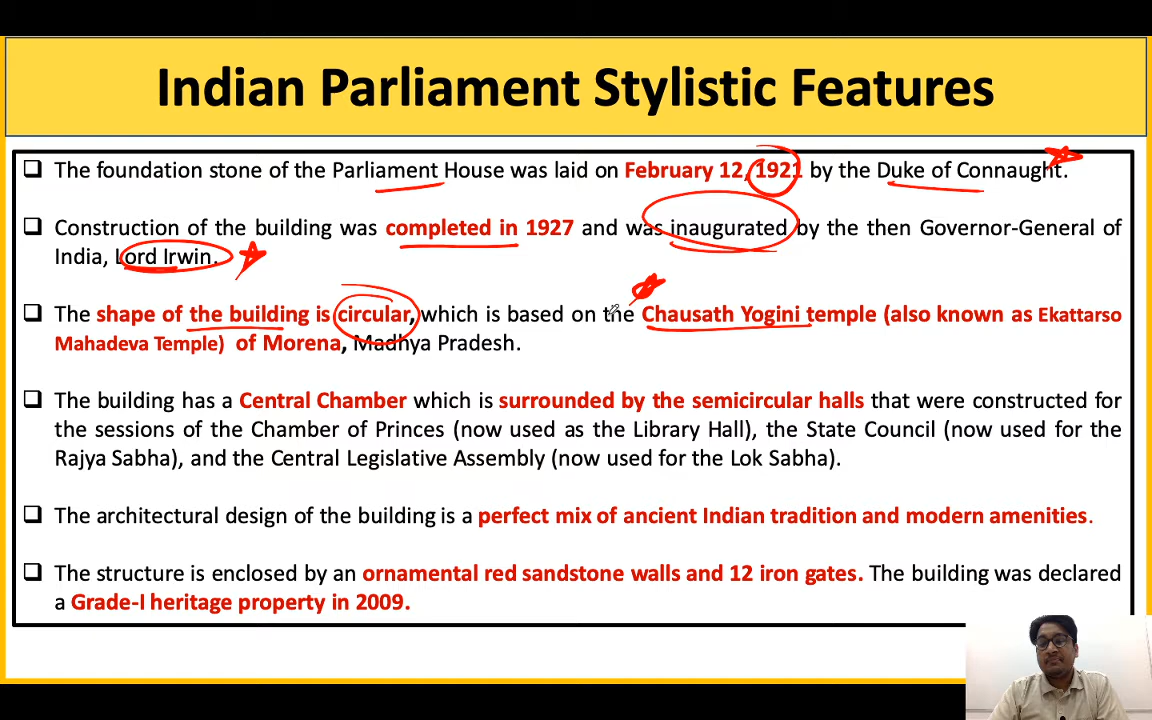 Indian Parliament Stylistic Features
❑ The foundation stone of the Parliament House was laid on February 12, 1921 by the Duke of Connaught.
❑ Construction of the building was completed in 1927 and was inaugurated by the then Governor-General of
India, Lord Irwin.
❑ The shape of the building is circular, which is based on the Chausath Yogini temple (also known as Ekattarso
Mahadeva Temple) of Morena, Madhya Pradesh.
❑ The building has a Central Chamber which is surrounded by the semicircular halls that were constructed for
the sessions of the Chamber of Princes (now used as the Library Hall), the State Council (now used for the
Rajya Sabha), and the Central Legislative Assembly (now used for the Lok Sabha).
❑ The architectural design of the building is a perfect mix of ancient Indian tradition and modern amenities.
❑ The structure is enclosed by an ornamental red sandstone walls and 12 iron gates. The building was declared
a Grade-I heritage property in 2009.